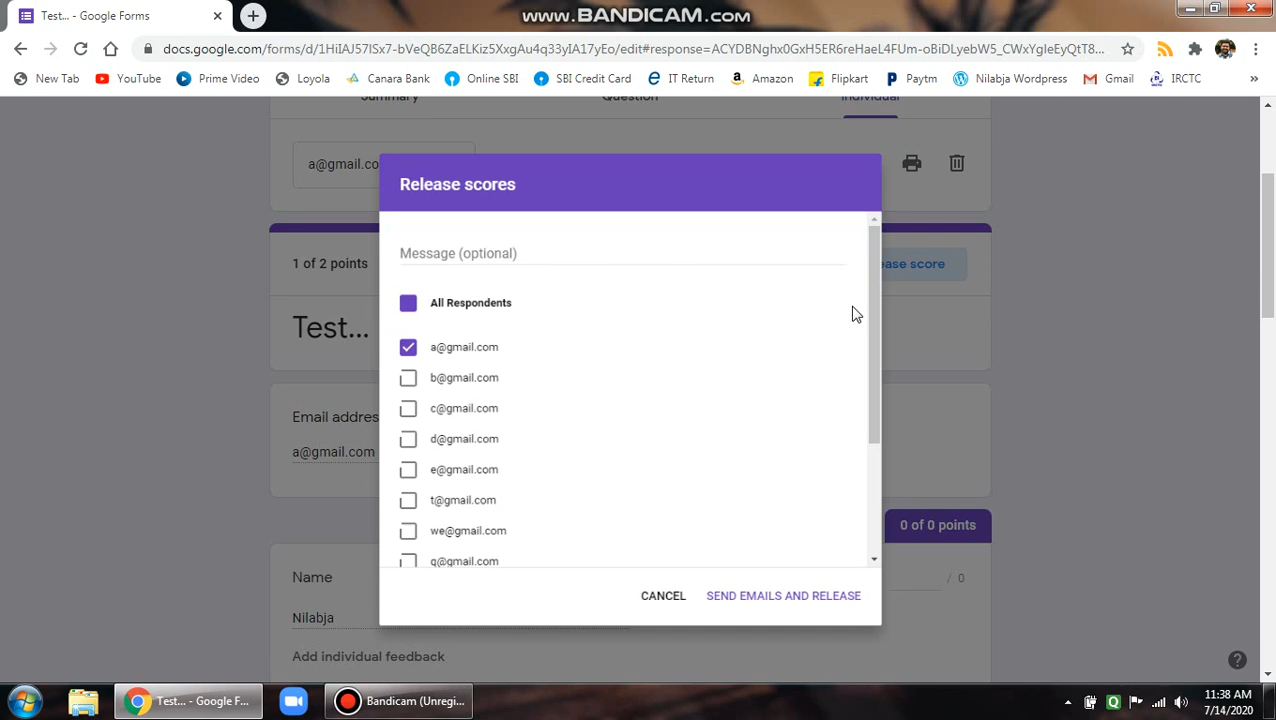 Test... - Google Forms
WWW.BANDICAM.COM
docs.google.com/forms/d/1HiIAJ57lSx7-bVeQB6ZaELKiz5XxgAu4q33yIA17yEo/edit#response=ACYDBNghx0GxH5ER6reHaeL4FUm-oBiDLyebW5_CWxYgIeEyQtT8...
New Tab YouTube Prime Video Loyola Canara Bank Online SBI SBI Credit Card IT Return Amazon Flipkart Paytm Nilabja Wordpress Gmail IRCTC »
Summary Question Individual
a@gmail.co
Release scores
1 of 2 points
ease score
Message (optional)
All Respondents
Test...
a@gmail.com
b@gmail.com
c@gmail.com
Email addres
a@gmail.com
d@gmail.com
e@gmail.com
t@gmail.com
0 of 0 points
we@gmail.com
q@gmail.com
Name
/ 0
CANCEL SEND EMAILS AND RELEASE
Nilabja
Add individual feedback
Test... - Google F...
Bandicam (Unregi...
11:38 AM
7/14/2020